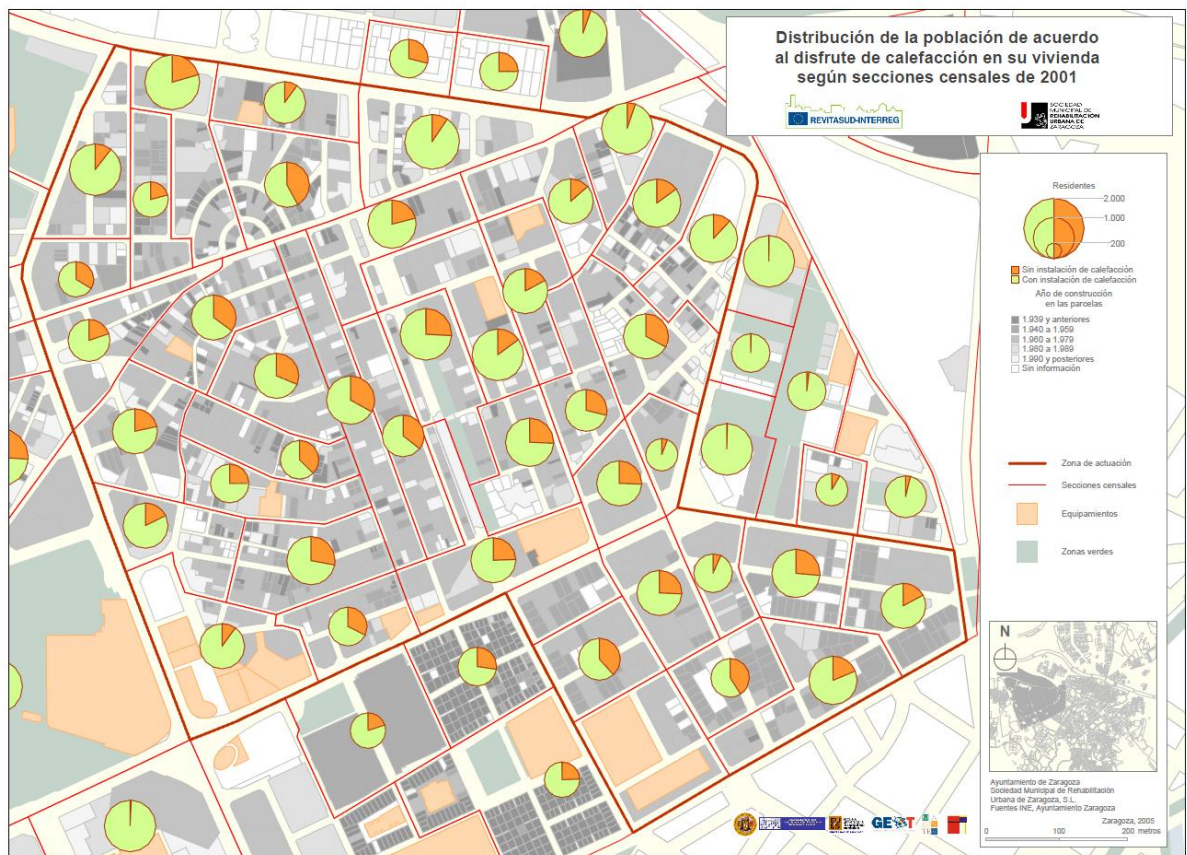 Distribución de la población de acuerdo
al disfrute de calefacción en su vivienda
según secciones censales de 2001
REVITASUD-INTERREG
SOCIEDAD
MUNICIPAL DE
REHABILITACIÓN
URBANA DE
ZARAGOZA
Residentes
2.000
1.000
200
Sin instalación de calefacción
Con instalación de calefacción
Año de construcción
en las parcelas
1.939 y anteriores
1.940 a 1.959
1.960 a 1.979
1.980 a 1.989
1.990 y posteriores
Sin información
Zona de actuación
Secciones censales
Equipamientos
Zonas verdes
N
Ayuntamiento de Zaragoza
Sociedad Municipal de Rehabilitación
Urbana de Zaragoza, S.L.
Fuentes INE, Ayuntamiento Zaragoza
Zaragoza, 2005
0 100 200 metros